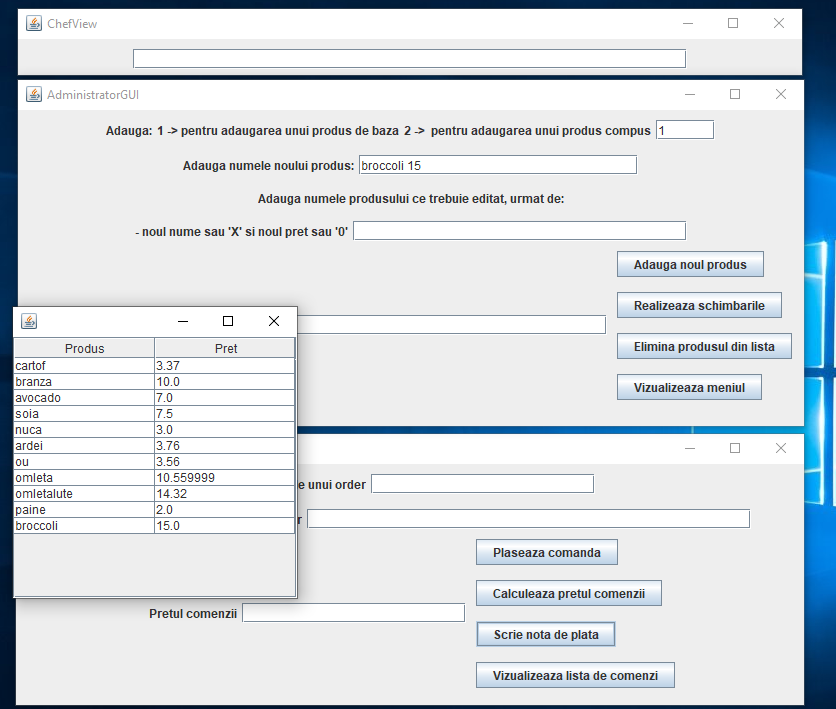 ChefView
AdministratorGUI
Adauga: 1 -> pentru adaugarea unui produs de baza 2 -> pentru adaugarea unui produs compus 1
Adauga numele noului produs: broccoli 15
Adauga numele produsului ce trebuie editat, urmat de:
- noul nume sau 'X' si noul pret sau '0'
Adauga noul produs
Realizeaza schimbarile
Elimina produsul din lista
Vizualizeaza meniul
Produs Pret
cartof 3.37
branza 10.0
avocado 7.0
soia 7.5
nuca 3.0
ardei 3.76
ou 3.56
omleta 10.559999
omletalute 14.32
paine 2.0
broccoli 15.0
e unui order
r
Plaseaza comanda
Calculeaza pretul comenzii
Pretul comenzii
Scrie nota de plata
Vizualizeaza lista de comenzi